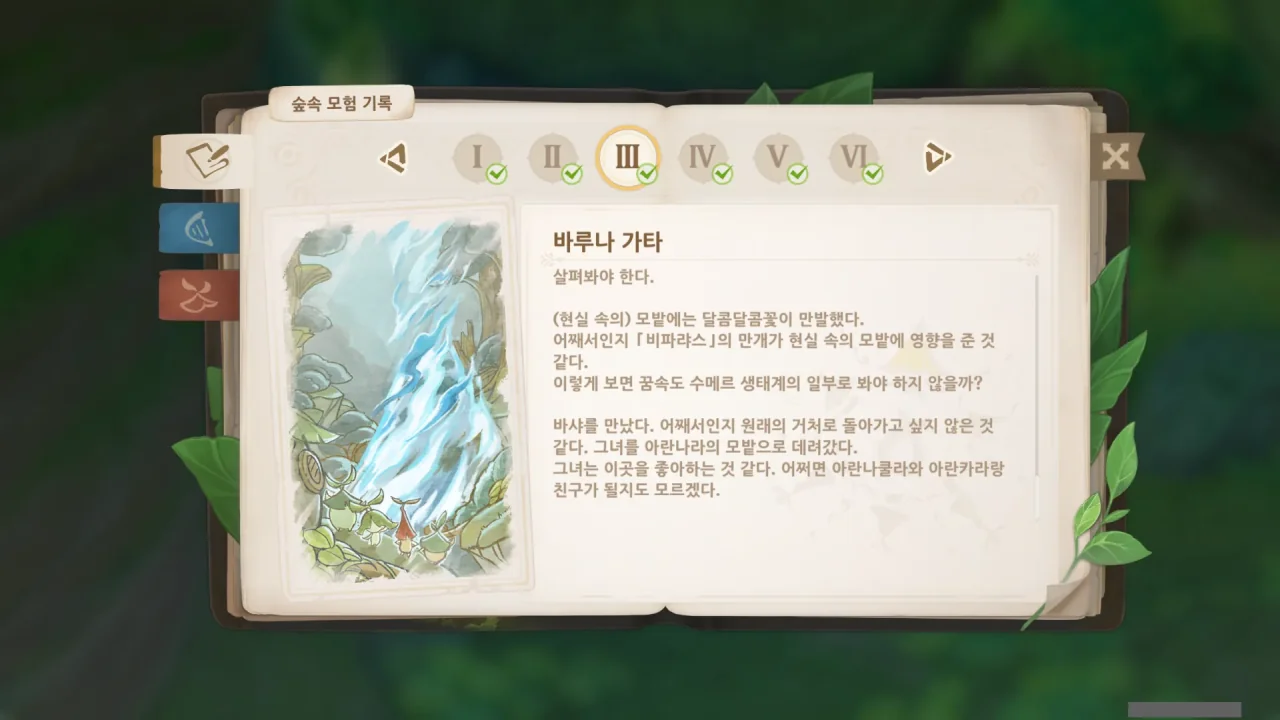 숲속 모험 기록
I II III IV V VI
바루나 가타
살펴봐야 한다.
(현실 속의) 모밭에는 달콤달콤꽃이 만발했다.
어째서인지 「비파랴스」의 만개가 현실 속의 모밭에 영향을 준 것
같다.
이렇게 보면 꿈속도 수메르 생태계의 일부로 봐야 하지 않을까?
바샤를 만났다. 어째서인지 원래의 거처로 돌아가고 싶지 않은 것
같다. 그녀를 아란나라의 모밭으로 데려갔다.
그녀는 이곳을 좋아하는 것 같다. 어쩌면 아란나쿨라와 아란카라랑
친구가 될지도 모르겠다.